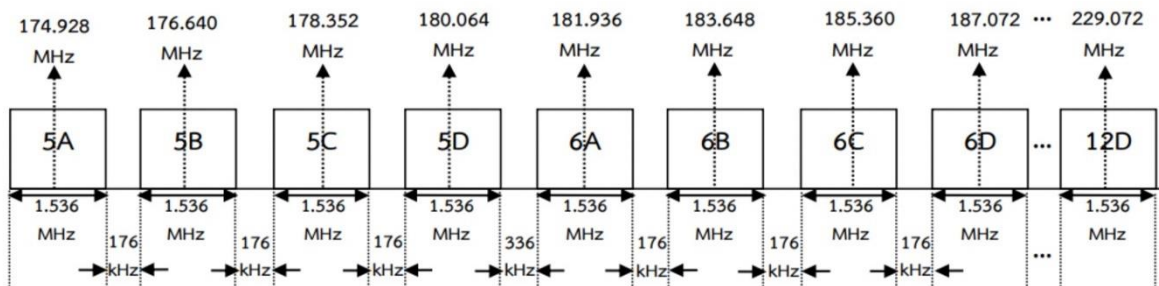 174.928 176.640 178.352 180.064 181.936 183.648 185.360 187.072 ••• 229.072
MHz MHz MHz MHz MHz MHz MHz MHz MHz
5A 5B 5C 5D 6A 6B 6C 6D ... 12D
1.536 1.536 1.536 1.536 1.536 1.536 1.536 1.536 1.536
MHz MHz MHz MHz MHz MHz MHz MHz MHz
176 176 176 336 176 176 176 ...
kHz kHz kHz kHz kHz kHz kHz